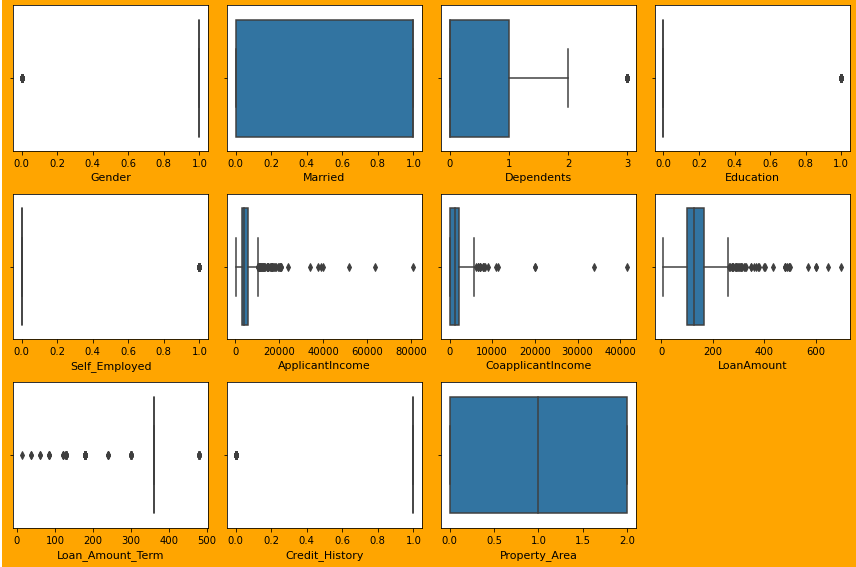 0.0 0.2 0.4 0.6 0.8 1.0
Gender
0.0 0.2 0.4 0.6 0.8 1.0
Married
0 1 2 3
Dependents
0.0 0.2 0.4 0.6 0.8 1.0
Education
0.0 0.2 0.4 0.6 0.8 1.0
Self_Employed
0 20000 40000 60000 80000
ApplicantIncome
0 10000 20000 30000 40000
CoapplicantIncome
0 200 400 600
LoanAmount
0 100 200 300 400 500
Loan_Amount_Term
0.0 0.2 0.4 0.6 0.8 1.0
Credit_History
0.0 0.5 1.0 1.5 2.0
Property_Area